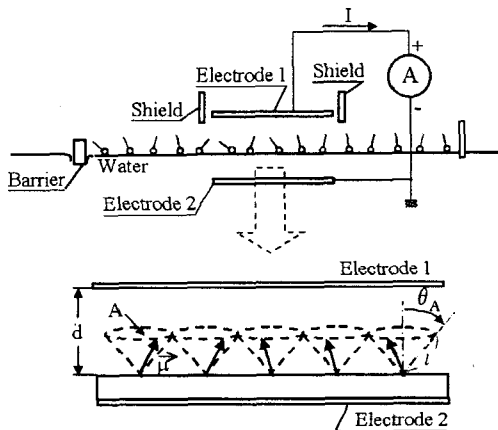 I
+
A
-
Electrode 1
Shield
Shield
Water
Barrier
Electrode 2
Electrode 1
d
A
θA
μ
l
Electrode 2